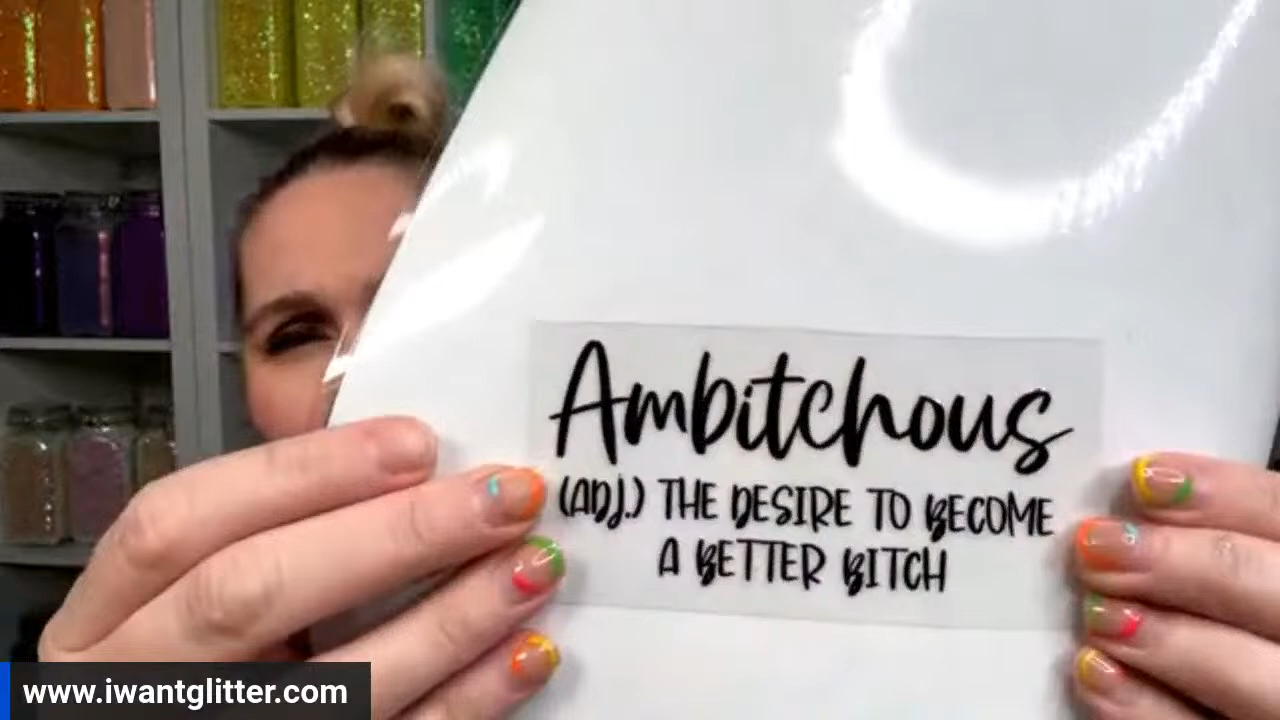 Ambitchous
(ADJ.) THE DESIRE TO BECOME
A BETTER BITCH
www.iwantglitter.com